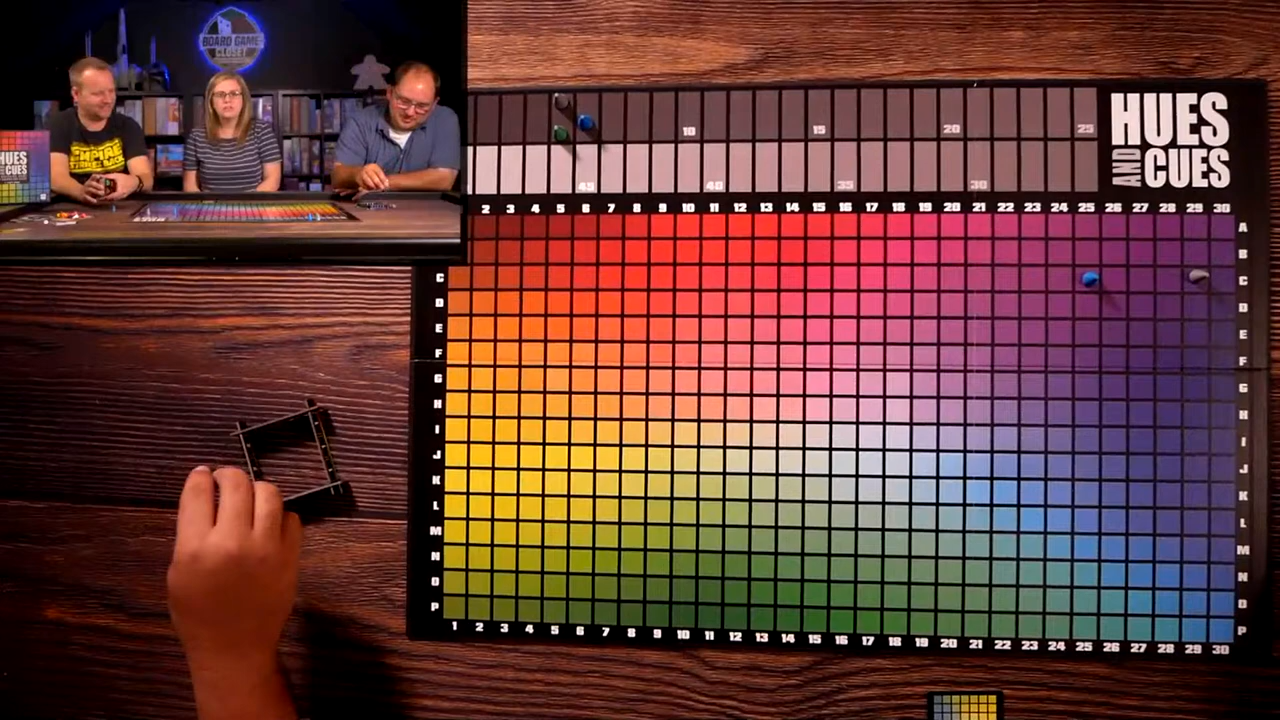 BOARD GAME
CLOSET
EMPIRE
STRIKES BACK
HUES
CUES
HUES
AND CUES
10 15 20 25
45 40 35 30
2 3 4 5 6 7 8 9 10 11 12 13 14 15 16 17 18 19 20 21 22 23 24 25 26 27 28 29 30
A
B
C C
D D
E E
F F
G G
H H
I I
J J
K K
L L
M M
N N
O O
P P
1 2 3 4 5 6 7 8 9 10 11 12 13 14 15 16 17 18 19 20 21 22 23 24 25 26 27 28 29 30